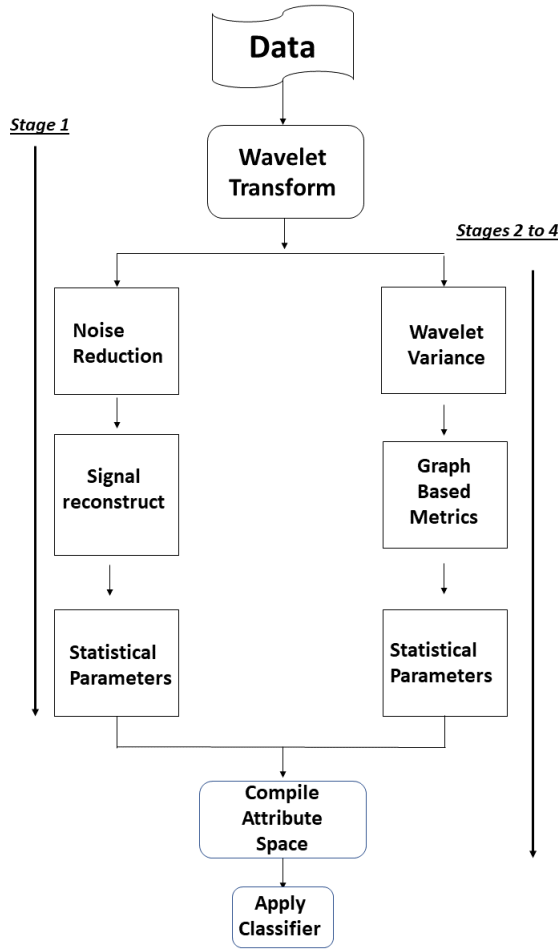 Data
Stage 1
Wavelet
Transform
Stages 2 to 4
Noise
Reduction
Wavelet
Variance
Signal
reconstruct
Graph
Based
Metrics
Statistical
Parameters
Statistical
Parameters
Compile
Attribute
Space
Apply
Classifier